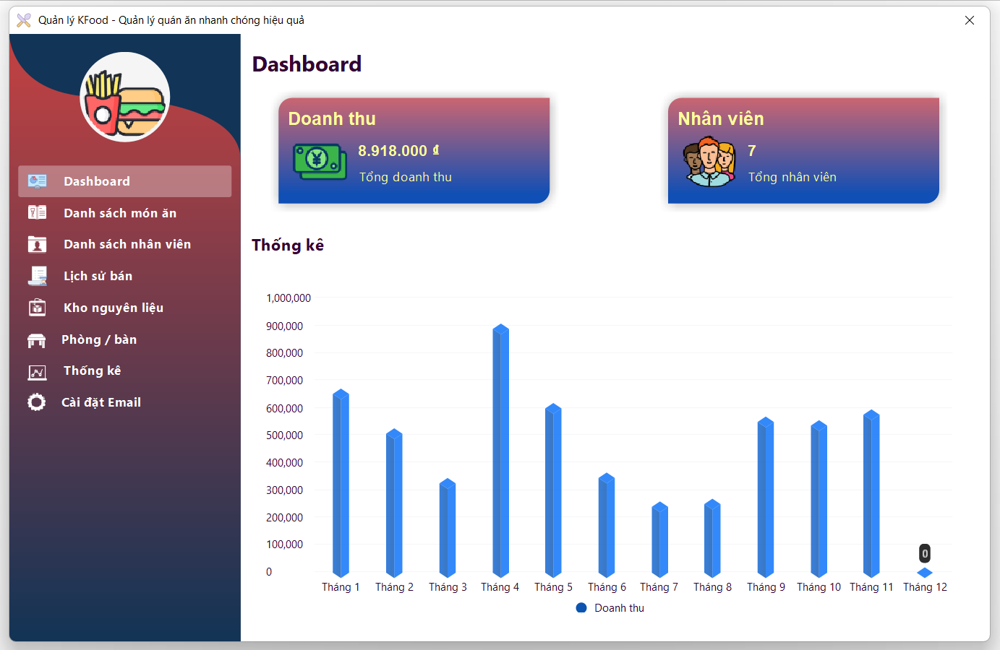 Quản lý KFood - Quản lý quán ăn nhanh chóng hiệu quả
Dashboard
Danh sách món ăn
Danh sách nhân viên
Lịch sử bán
Kho nguyên liệu
Phòng / bàn
Thống kê
Cài đặt Email
Dashboard
Doanh thu
8.918.000 ₫
Tổng doanh thu
Nhân viên
7
Tổng nhân viên
Thống kê
1,000,000
900,000
800,000
700,000
600,000
500,000
400,000
300,000
200,000
100,000
0
0
Tháng 1 Tháng 2 Tháng 3 Tháng 4 Tháng 5 Tháng 6 Tháng 7 Tháng 8 Tháng 9 Tháng 10 Tháng 11 Tháng 12
Doanh thu